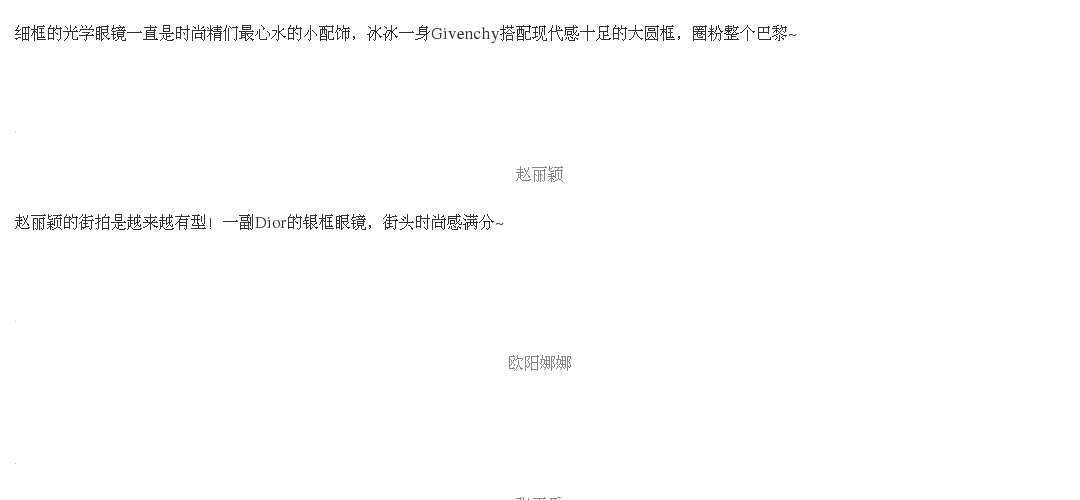 细框的光学眼镜一直是时尚精们最心水的小配饰，冰冰一身Givenchy搭配现代感十足的大圆框，圈粉整个巴黎~
赵丽颖
赵丽颖的街拍是越来越有型！一副Dior的银框眼镜，街头时尚感满分~
欧阳娜娜